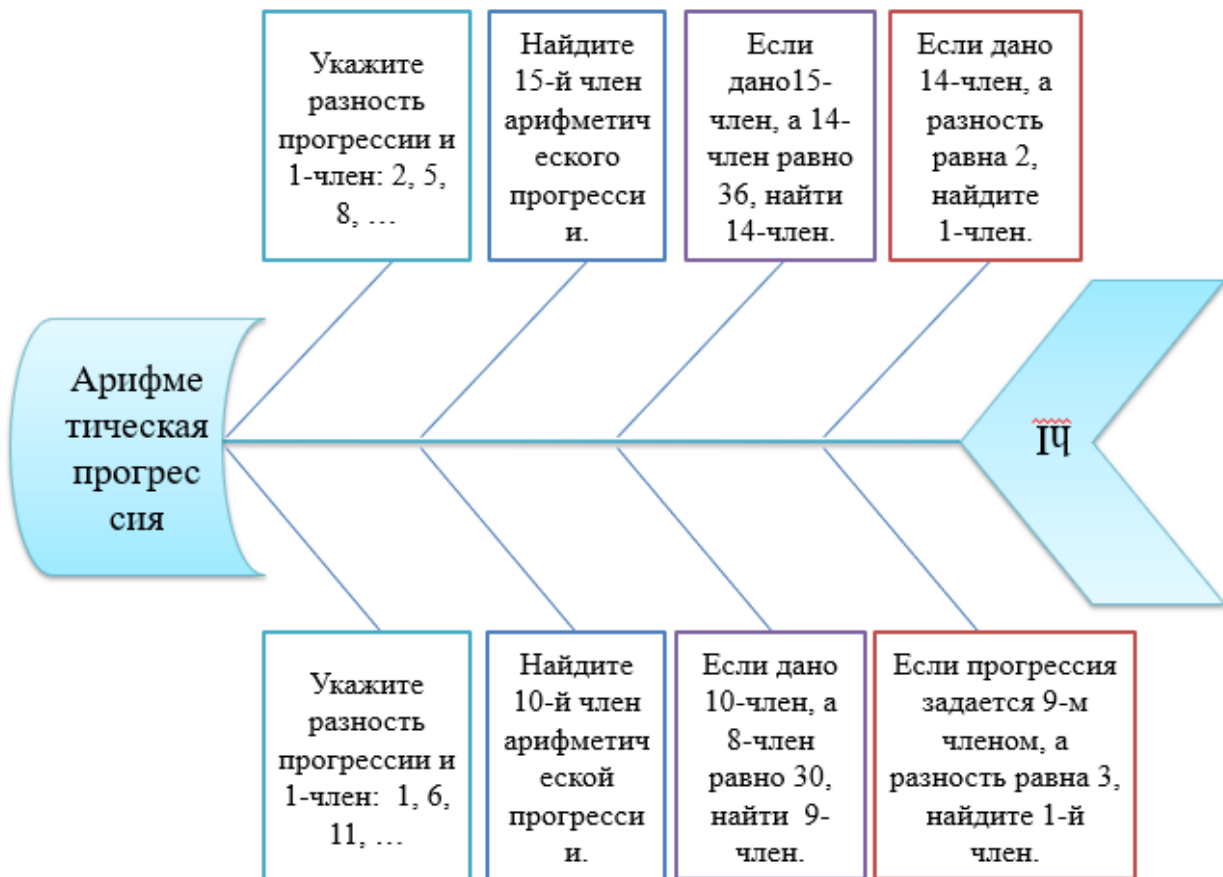 Укажите
разность
прогрессии и
1-член: 2, 5,
8, …
Найдите
15-й член
арифметич
еского
прогресси
и.
Если
дано15-
член, а 14-
член равно
36, найти
14-член.
Если дано
14-член, а
разность
равна 2,
найдите
1-член.
Арифме
тическая
прогрес
сия
ЧІ
Укажите
разность
прогрессии и
1-член: 1, 6,
11, …
Найдите
10-й член
арифметич
еской
прогресси
и.
Если дано
10-член, а
8-член
равно 30,
найти 9-
член.
Если прогрессия
задается 9-м
членом, а
разность равна 3,
найдите 1-й
член.